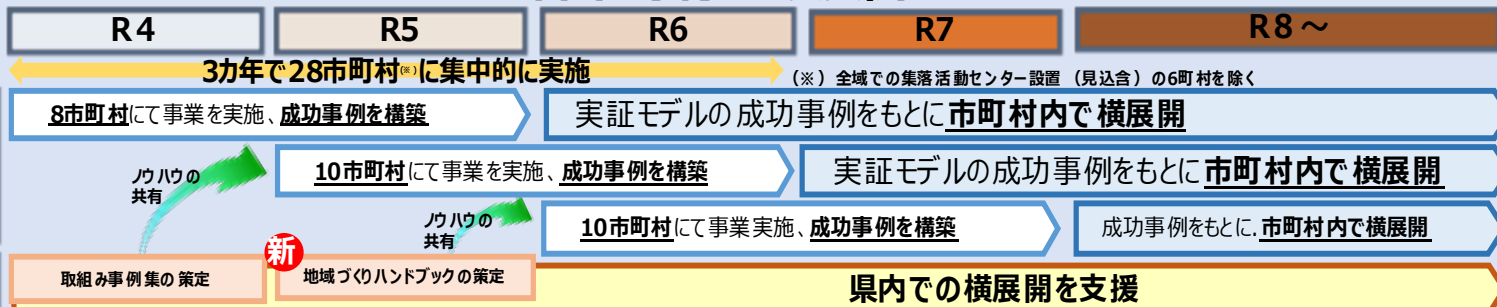 R4
R5
R6
R7
R8～
3カ年で28市町村(※)に集中的に実施
(※)全域での集落活動センター設置（見込含）の6町村を除く
8市町村にて事業を実施、成功事例を構築
実証モデルの成功事例をもとに市町村内で横展開
ノウハウの
共有
10市町村にて事業を実施、成功事例を構築
実証モデルの成功事例をもとに市町村内で横展開
ノウハウの
共有
10市町村にて事業実施、成功事例を構築
成功事例をもとに.市町村内で横展開
取組み事例集の策定
新
地域づくりハンドブックの策定
県内での横展開を支援